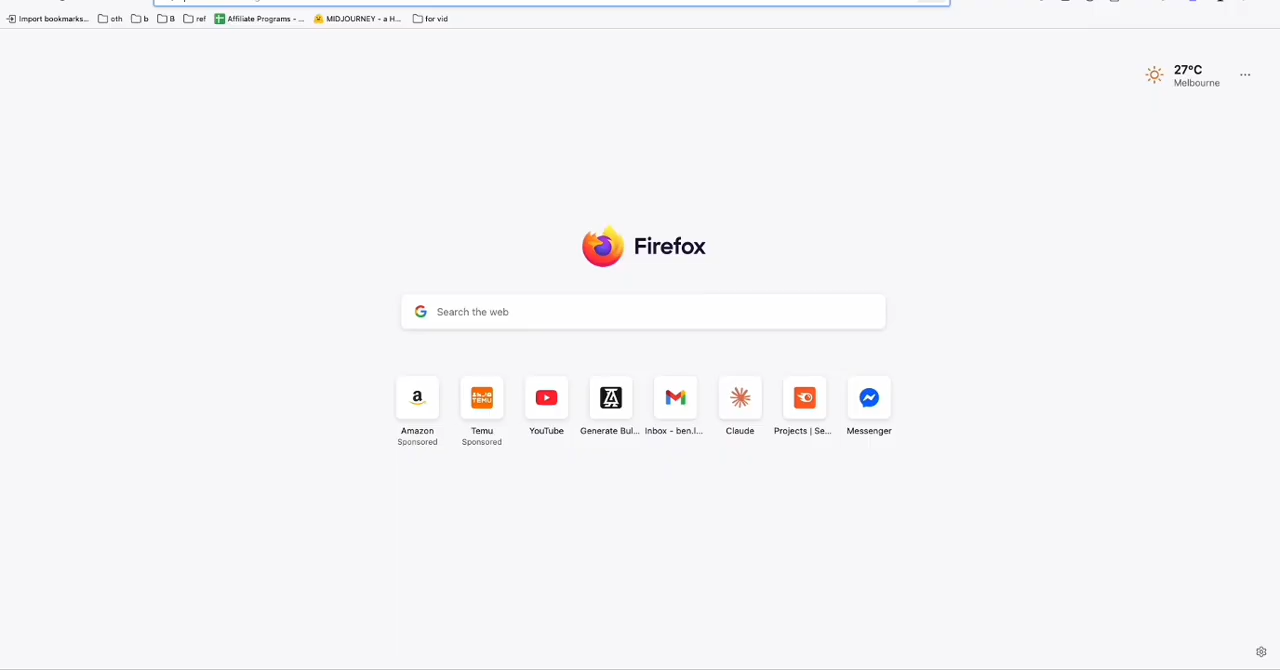 Import bookmarks... oth b B ref Affiliate Programs - ... MIDJOURNEY - a H... for vid
27°C
Melbourne
Firefox
Search the web
a TEMU
Amazon Temu YouTube Generate Bul... Inbox - ben.l... Claude Projects | Se... Messenger
Sponsored Sponsored